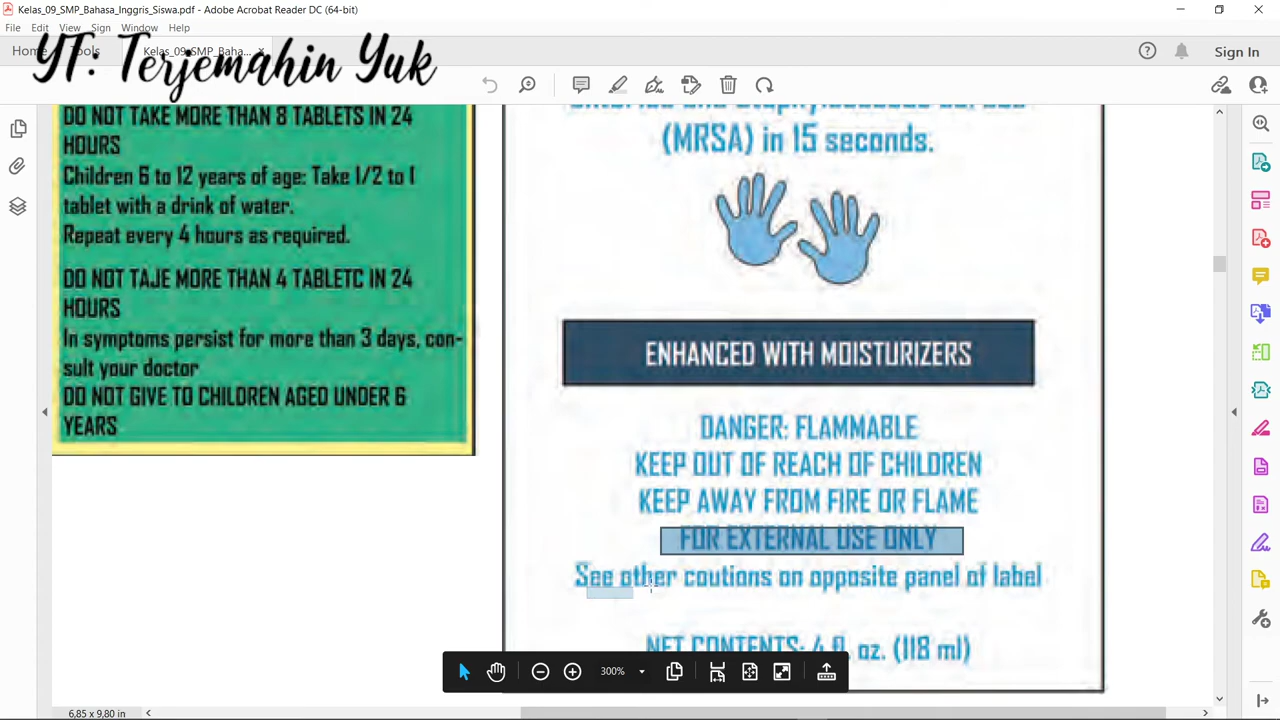 Kelas_09_SMP_Bahasa_Inggris_Siswa.pdf - Adobe Acrobat Reader DC (64-bit)
File Edit View Sign Window Help
Home Tools Kelas_09_SMP_Baha... ×
Sign In
YT: Terjemahin Yuk
DO NOT TAKE MORE THAN 8 TABLETS IN 24
HOURS
Children 6 to 12 years of age: Take 1/2 to 1
tablet with a drink of water.
Repeat every 4 hours as required.
DO NOT TAJE MORE THAN 4 TABLETC IN 24
HOURS
In symptoms persist for more than 3 days, con-
sult your doctor
DO NOT GIVE TO CHILDREN AGED UNDER 6
YEARS
(MRSA) in 15 seconds.
ENHANCED WITH MOISTURIZERS
DANGER: FLAMMABLE
KEEP OUT OF REACH OF CHILDREN
KEEP AWAY FROM FIRE OR FLAME
FOR EXTERNAL USE ONLY
See other coutions on opposite panel of label
NET CONTENTS: 4 fl. oz. (118 ml)
300%
6,85 x 9,80 in